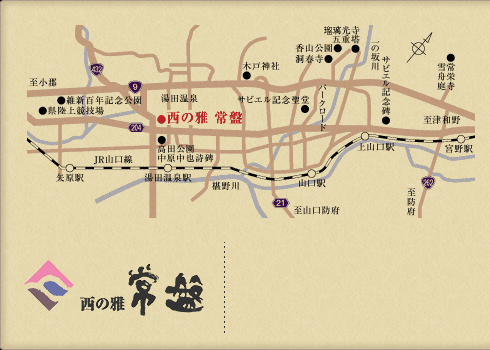 瑠璃光寺
五重塔
香山公園
洞春寺
一の坂川
木戸神社
サビエル記念聖堂
パークロード
サビエル記念碑
常栄寺
雪舟庭
至小郡
432
9
維新百年記念公園
県陸上競技場
湯田温泉
西の雅 常盤
204
高田公園
中原中也詩碑
至津和野
JR山口線
矢原駅
湯田温泉駅
椹野川
山口駅
上山口駅
宮野駅
262
至防府
21
至山口防府
西の雅 常盤